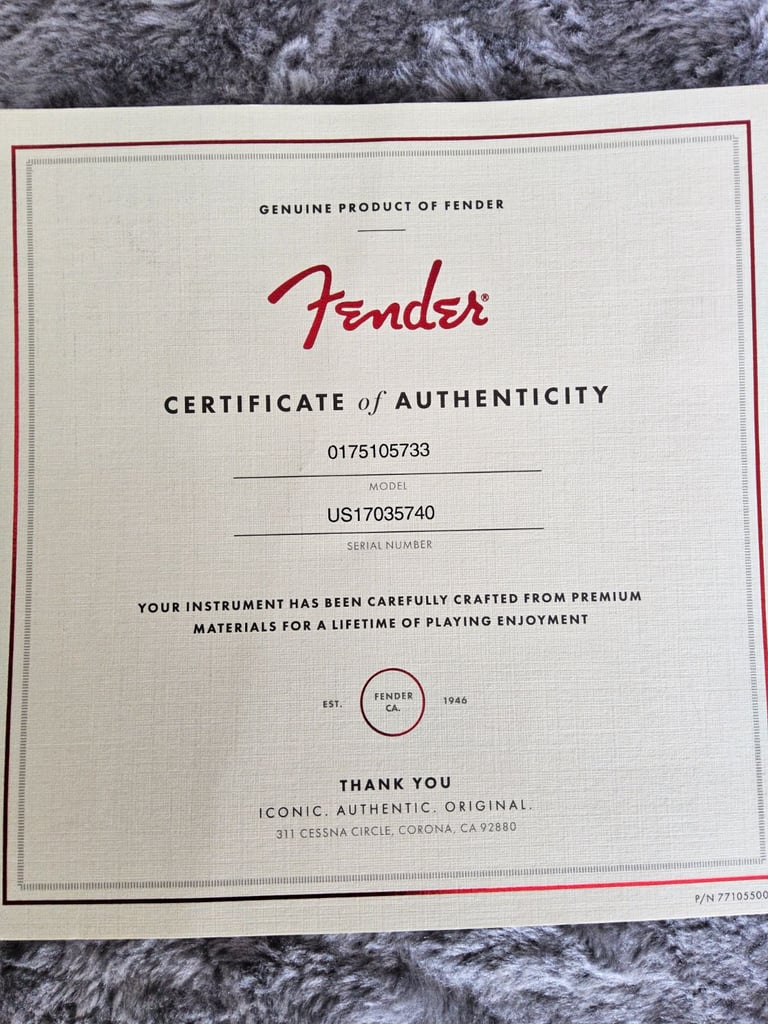 GENUINE PRODUCT OF FENDER
Fender®
CERTIFICATE of AUTHENTICITY
0175105733
MODEL
US17035740
SERIAL NUMBER
YOUR INSTRUMENT HAS BEEN CAREFULLY CRAFTED FROM PREMIUM
MATERIALS FOR A LIFETIME OF PLAYING ENJOYMENT
EST. FENDER CA. 1946
THANK YOU
ICONIC. AUTHENTIC. ORIGINAL.
311 CESSNA CIRCLE, CORONA, CA 92880
P/N 77105500